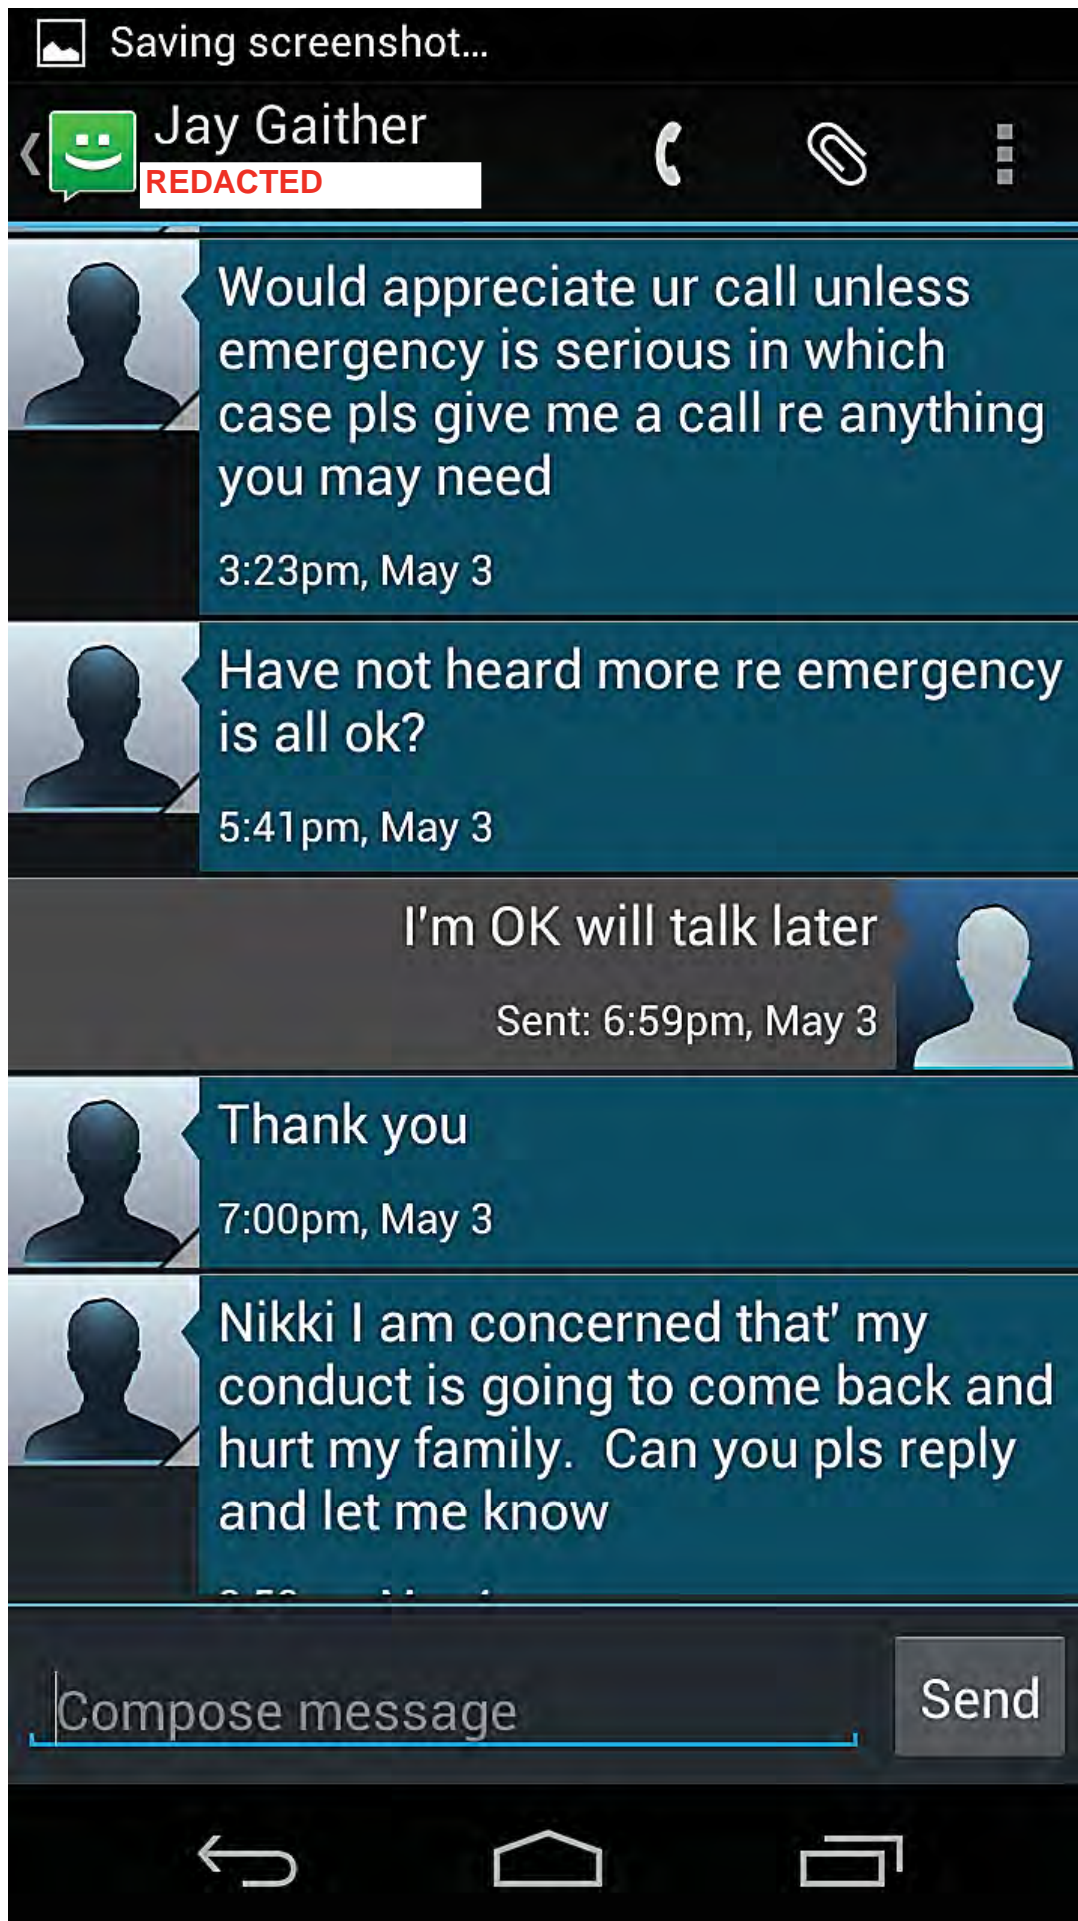 Saving screenshot...
Jay Gaither
REDACTED
Would appreciate ur call unless
emergency is serious in which
case pls give me a call re anything
you may need
3:23pm, May 3
Have not heard more re emergency
is all ok?
5:41pm, May 3
I'm OK will talk later
Sent: 6:59pm, May 3
Thank you
7:00pm, May 3
Nikki I am concerned that' my
conduct is going to come back and
hurt my family.  Can you pls reply
and let me know
Compose message
Send